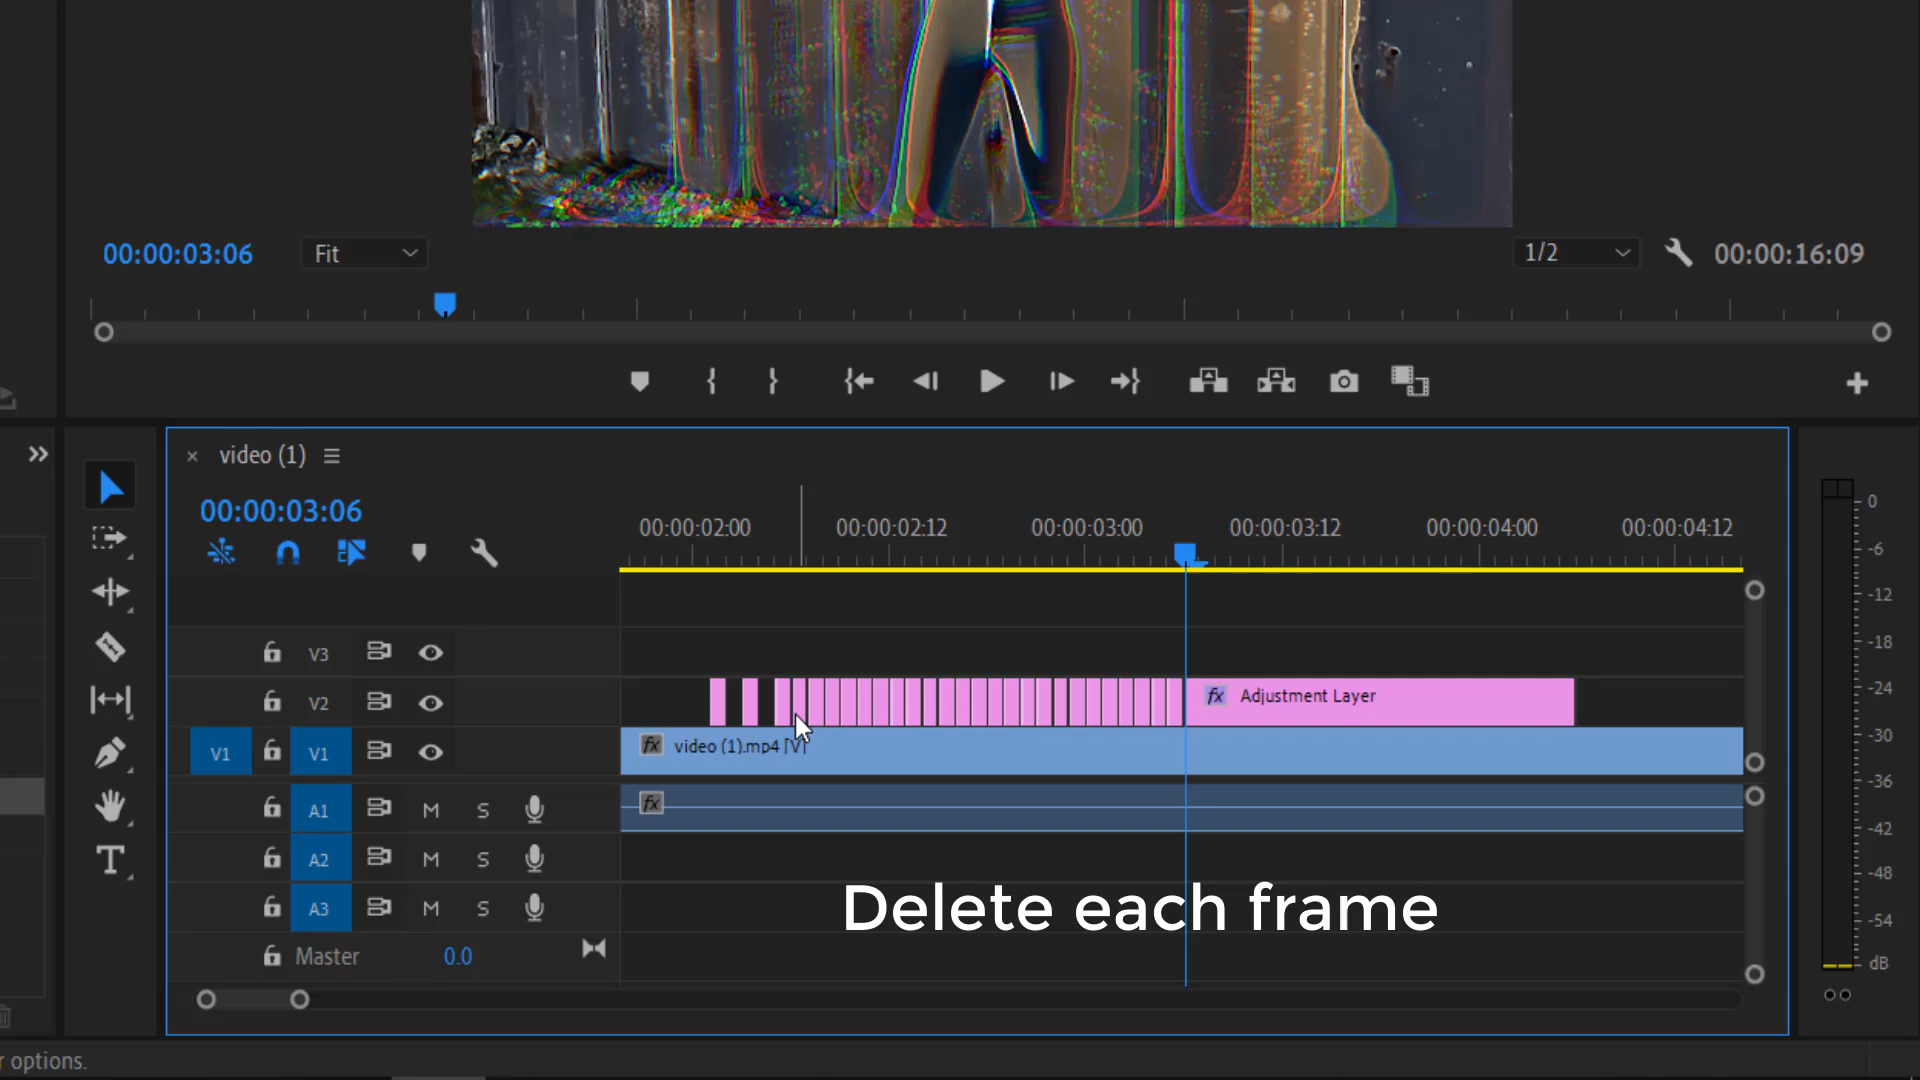 00:00:03:06
Fit
1/2
00:00:16:09
video (1)
00:00:03:06
00:00:02:00
00:00:02:12
00:00:03:00
00:00:03:12
00:00:04:00
00:00:04:12
V3
V2
fx Adjustment Layer
V1
V1
fx video (1).mp4 [V]
A1 M S
fx
A2 M S
A3 M S
Master 0.0
Delete each frame
0
-6
-12
-18
-24
-30
-36
-42
-48
-54
dB
r options.